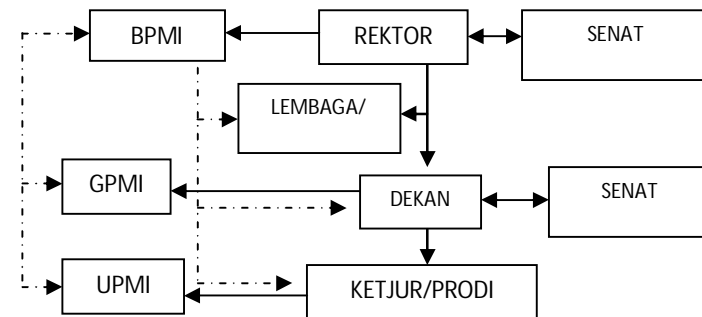 BPMI
REKTOR
SENAT
LEMBAGA/
GPMI
DEKAN
SENAT
UPMI
KETJUR/PRODI